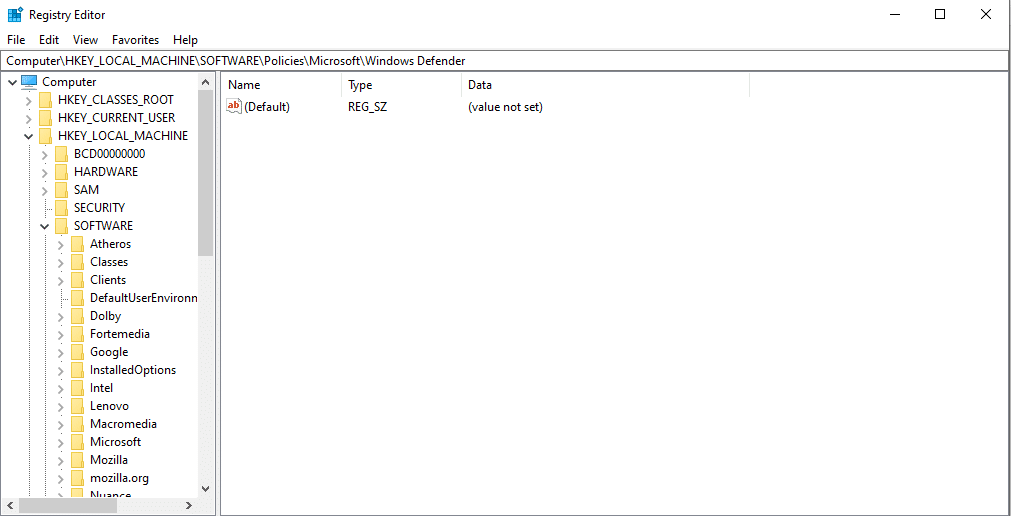 Registry Editor
File Edit View Favorites Help
Computer\HKEY_LOCAL_MACHINE\SOFTWARE\Policies\Microsoft\Windows Defender
Computer
HKEY_CLASSES_ROOT
HKEY_CURRENT_USER
HKEY_LOCAL_MACHINE
BCD00000000
HARDWARE
SAM
SECURITY
SOFTWARE
Atheros
Classes
Clients
DefaultUserEnvironn
Dolby
Fortemedia
Google
InstalledOptions
Intel
Lenovo
Macromedia
Microsoft
Mozilla
mozilla.org
Nuance
Name Type Data
ab (Default) REG_SZ (value not set)